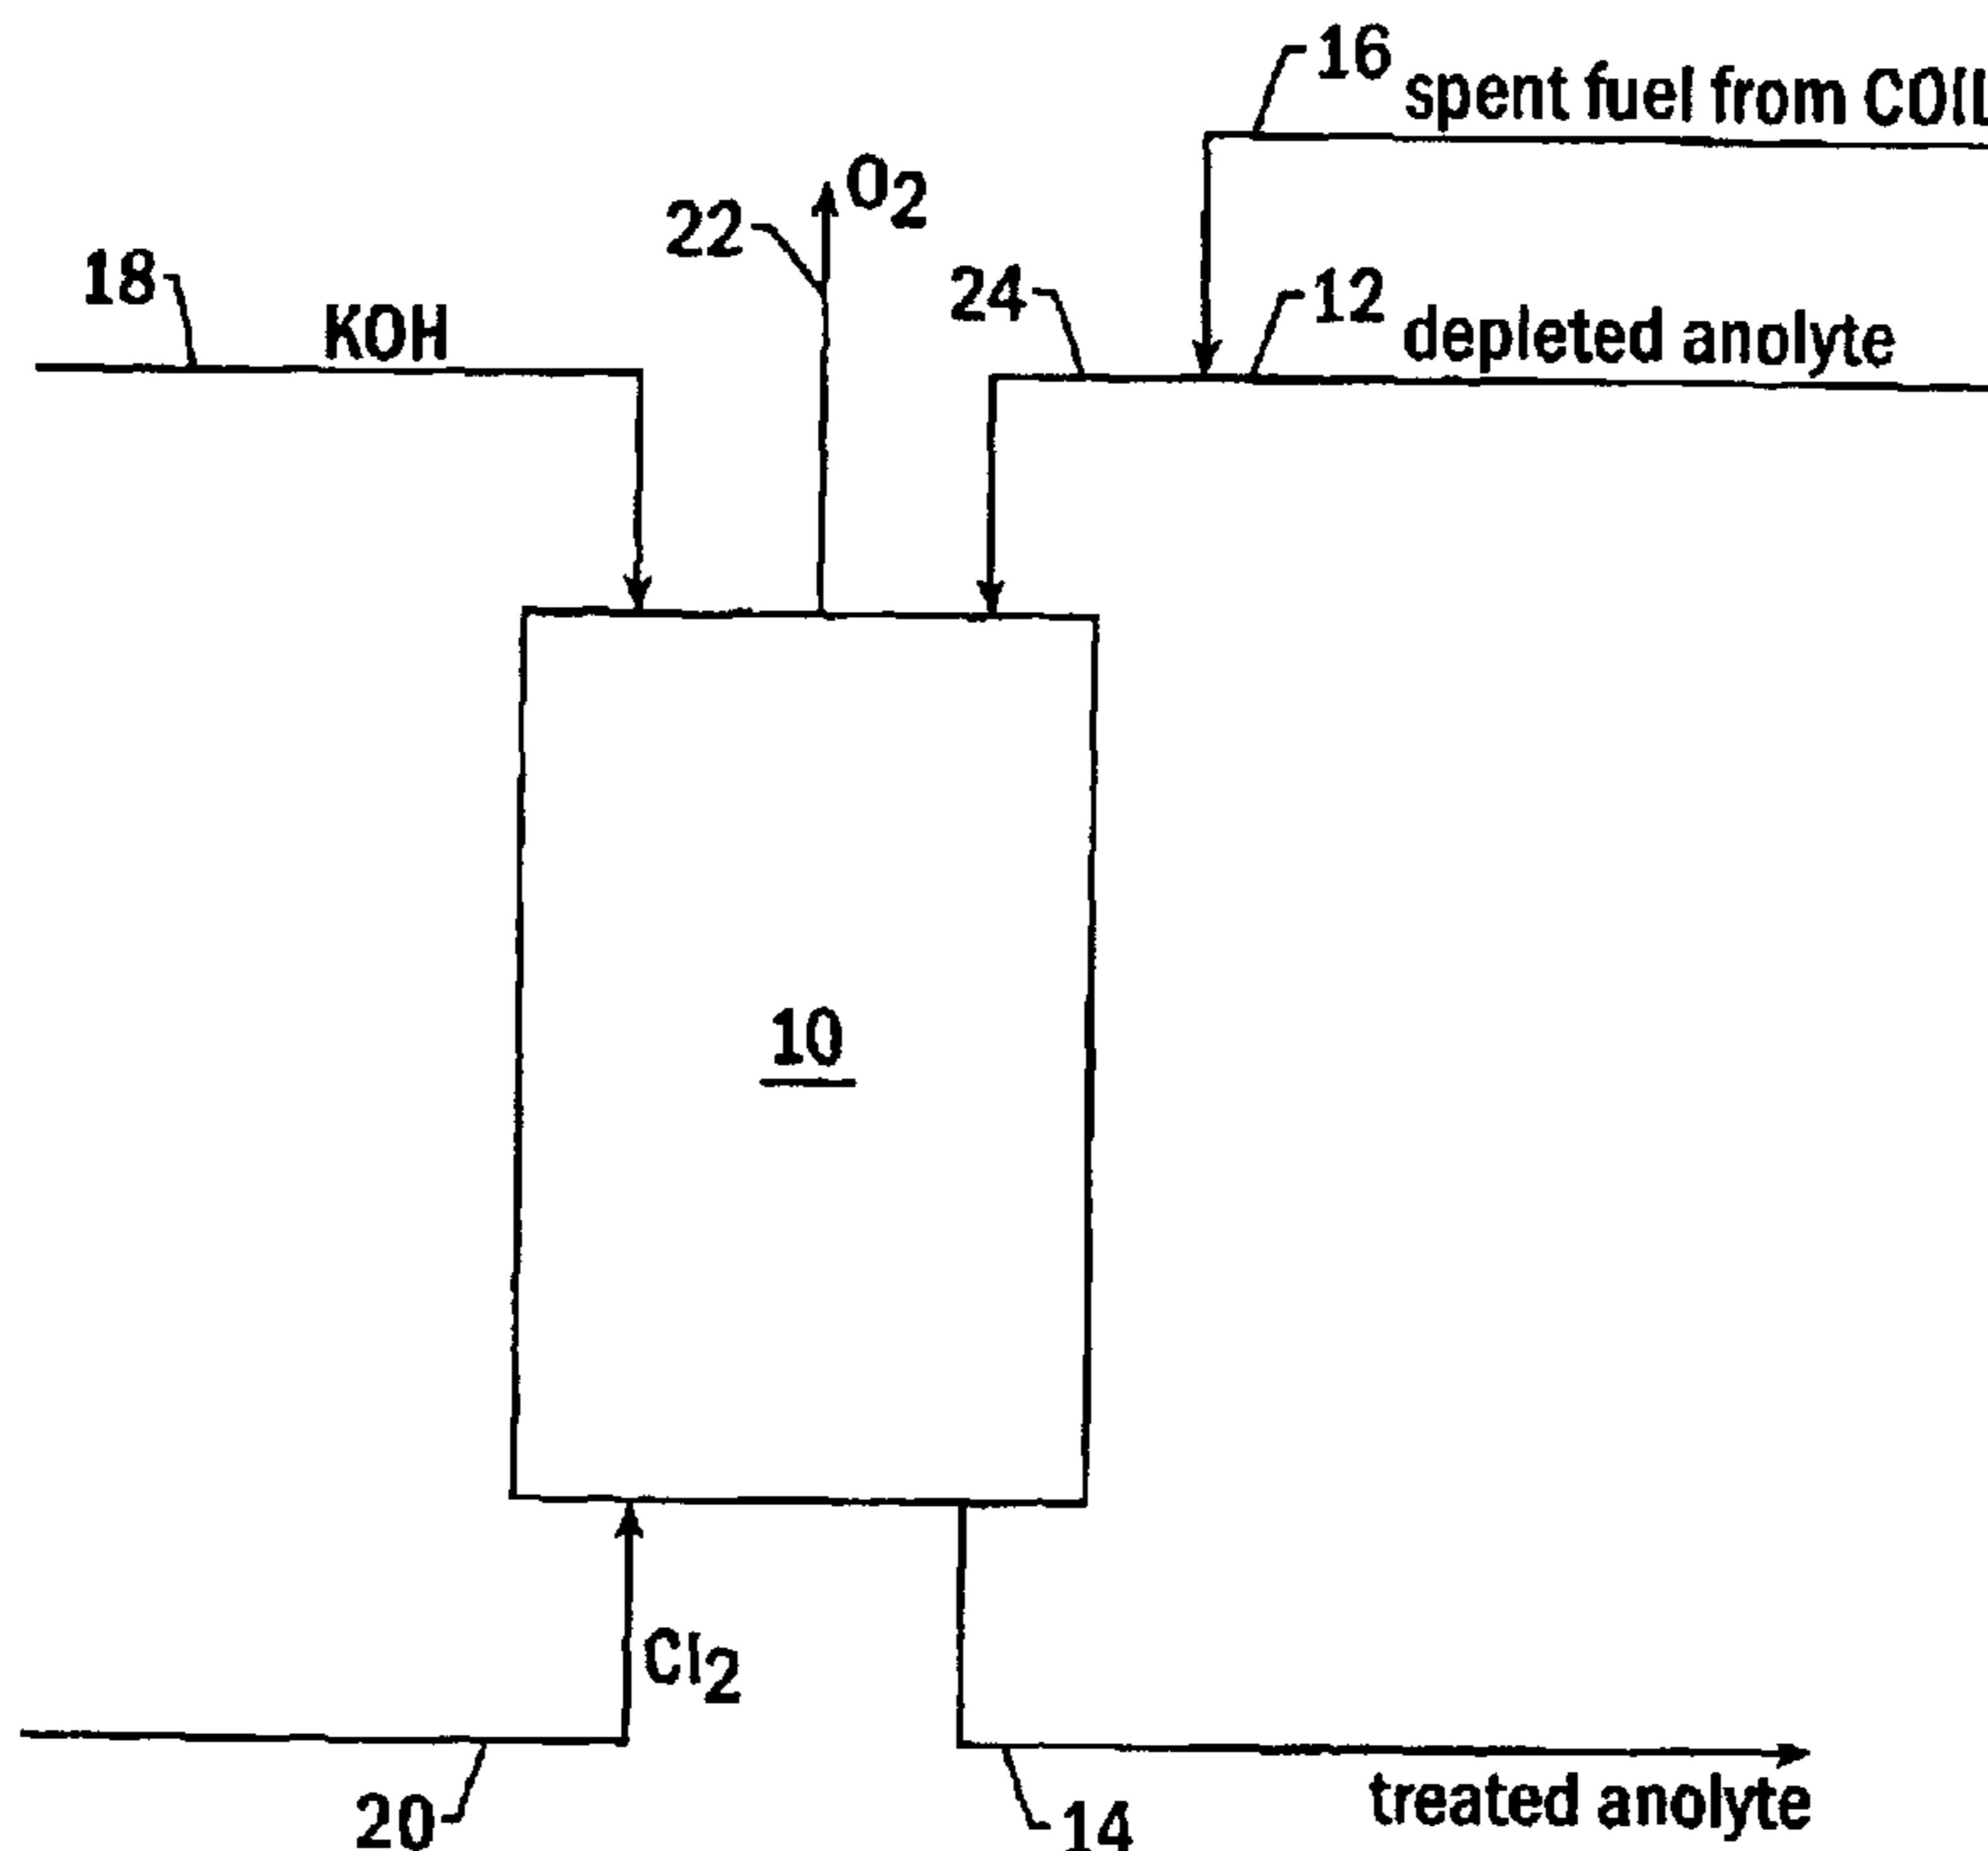 16 spent fuel from COIL
22 O2
18 KOH
24
12 depleted anolyte
10
Cl2
20
14
treated anolyte